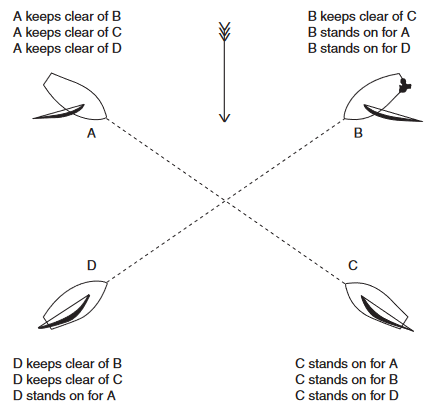 A keeps clear of B
A keeps clear of C
A keeps clear of D
B keeps clear of C
B stands on for A
B stands on for D
A
B
D
C
D keeps clear of B
D keeps clear of C
D stands on for A
C stands on for A
C stands on for B
C stands on for D